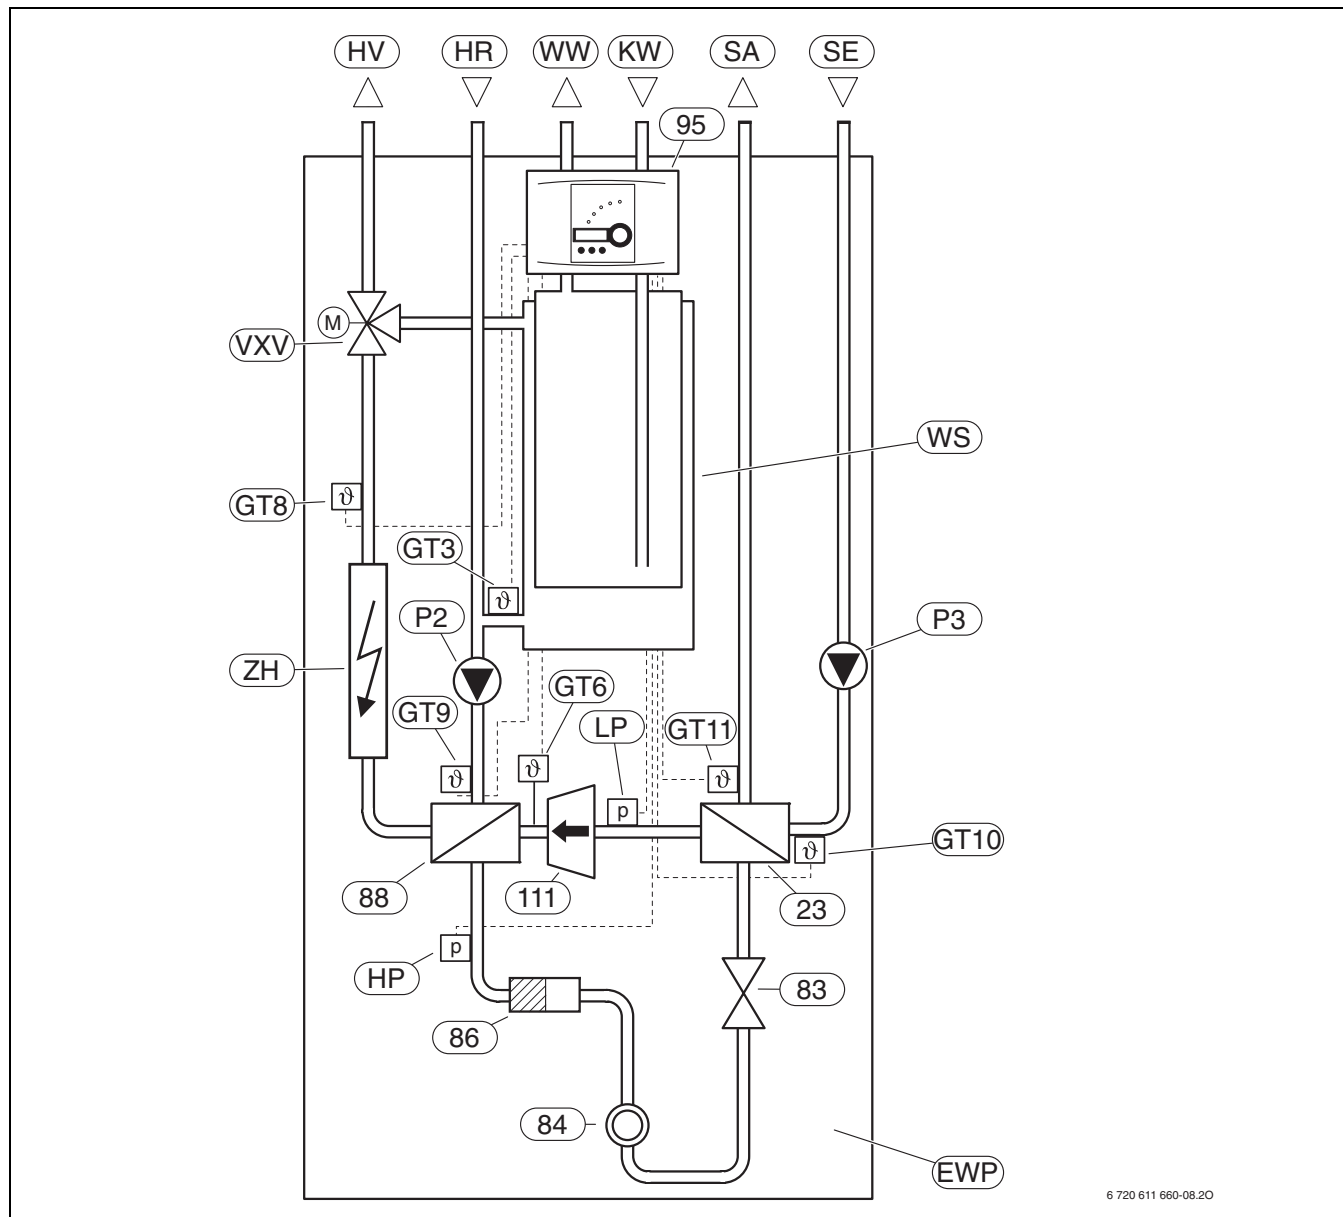 HV HR WW KW SA SE
95
M
VXV
WS
GT8 ϑ
GT3
ϑ
P2
P3
ZH
GT6
GT9
LP
GT11
ϑ ϑ ϑ
p
ϑ GT10
88
111
23
p
HP
83
86
84
EWP
6 720 611 660-08.2O